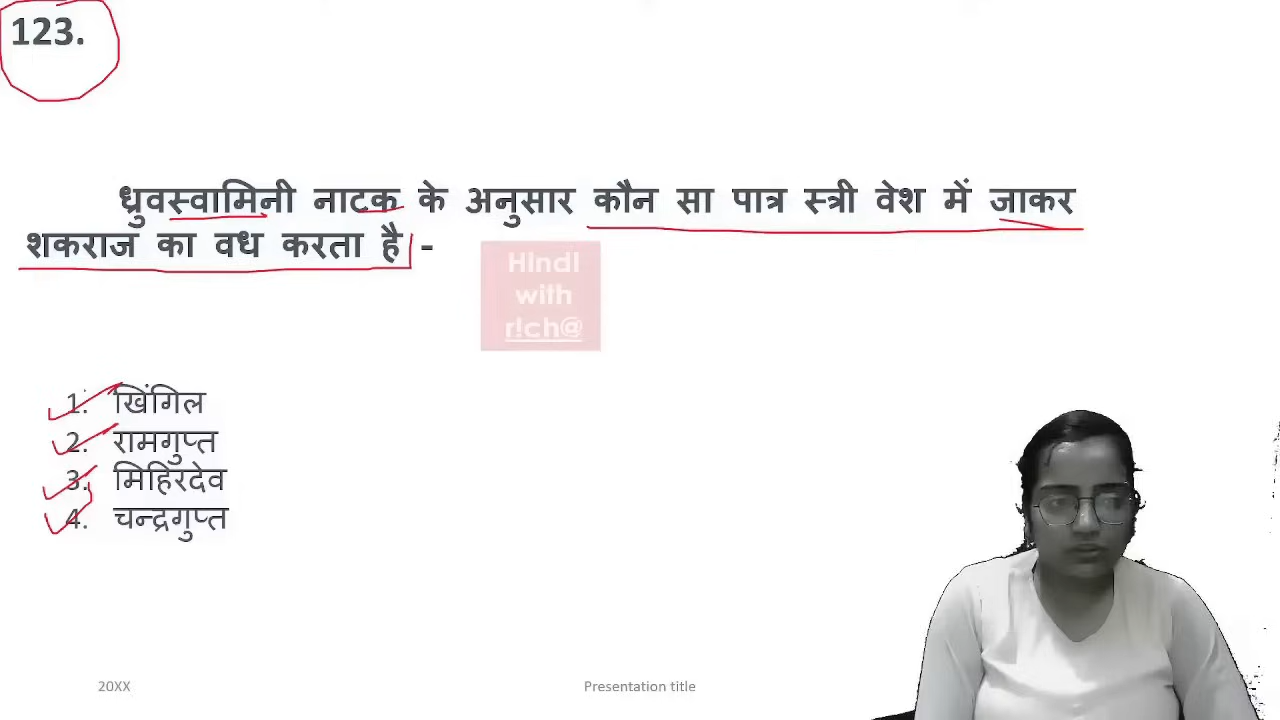 123.
ध्रुवस्वामिनी नाटक के अनुसार कौन सा पात्र स्त्री वेश में जाकर
शकराज का वध करता है -
HIndI
with
r!ch@
1. खिंगिल
2. रामगुप्त
3. मिहिरदेव
4. चन्द्रगुप्त
20XX
Presentation title